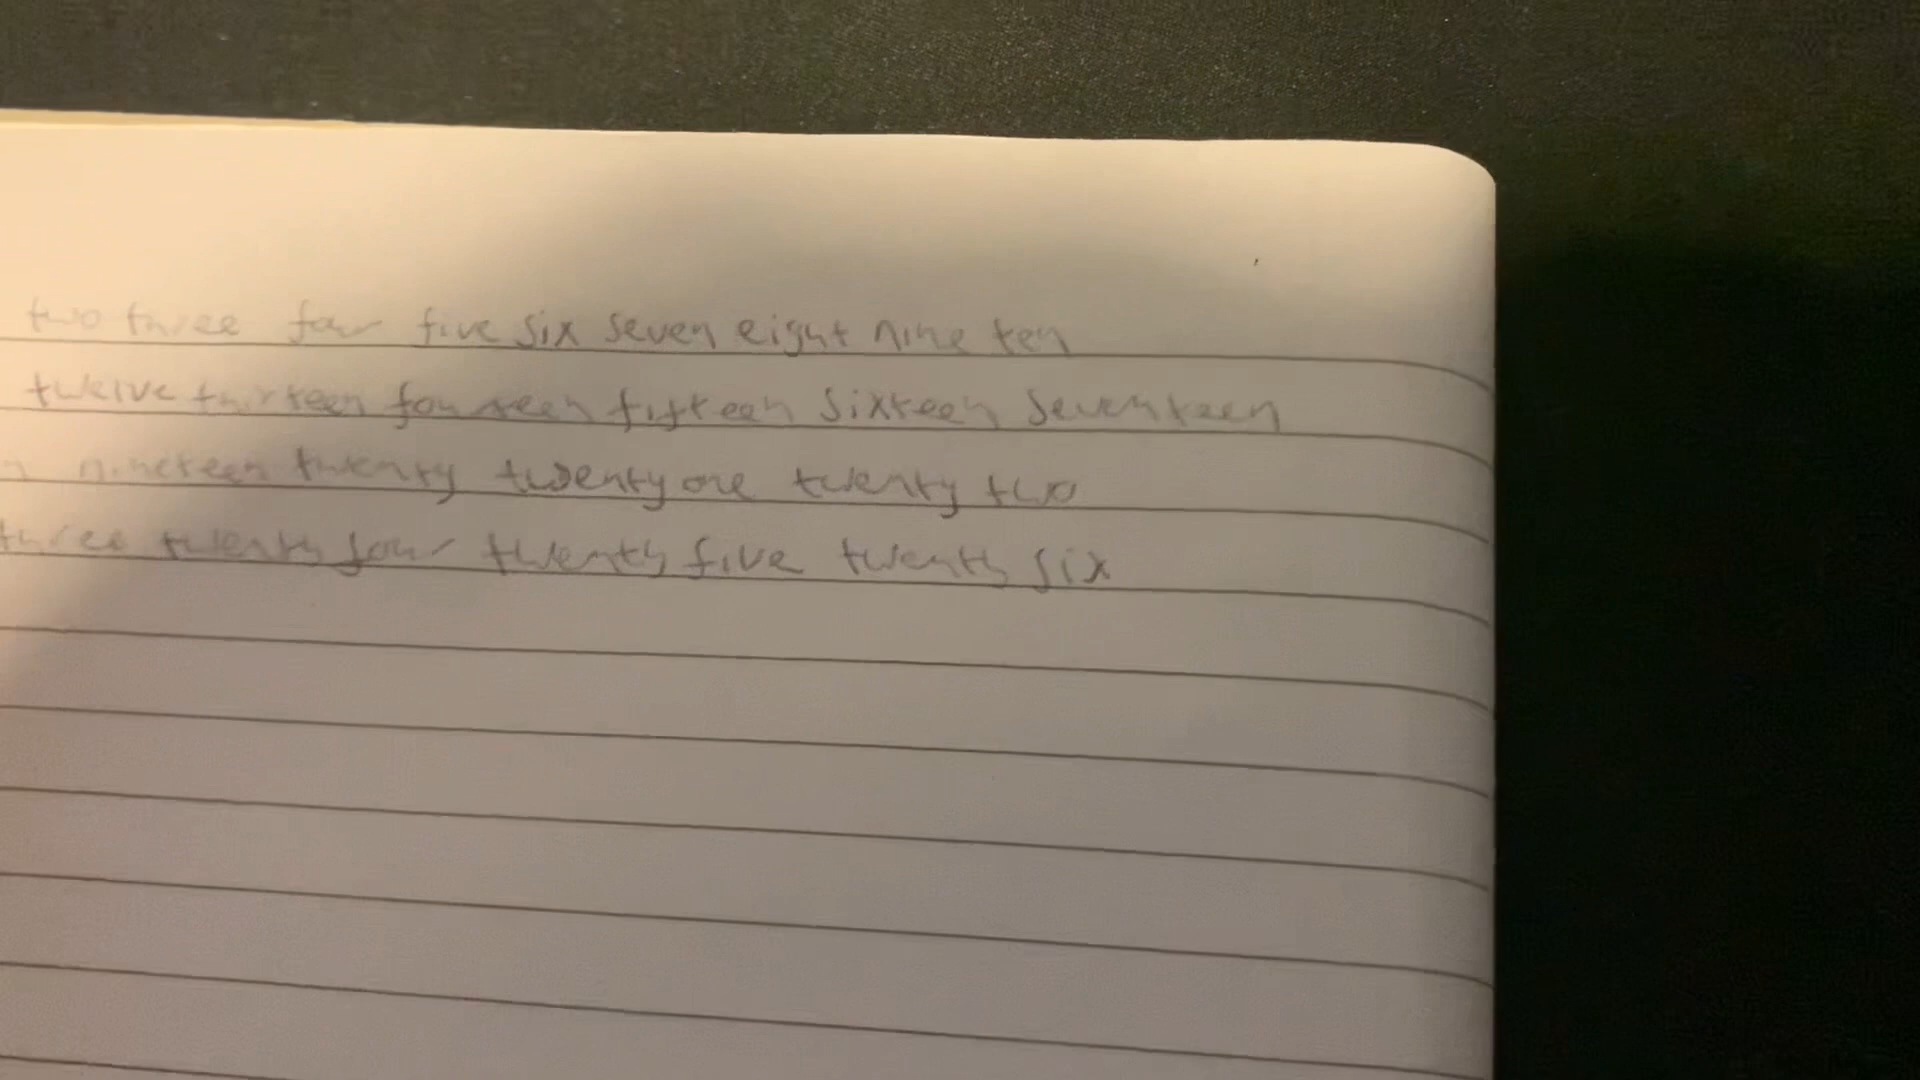 two three four five six seven eight nine ten
twelve thirteen fourteen fifteen sixteen seventeen
nineteen twenty twenty one twenty two
three twenty four twenty five twenty six